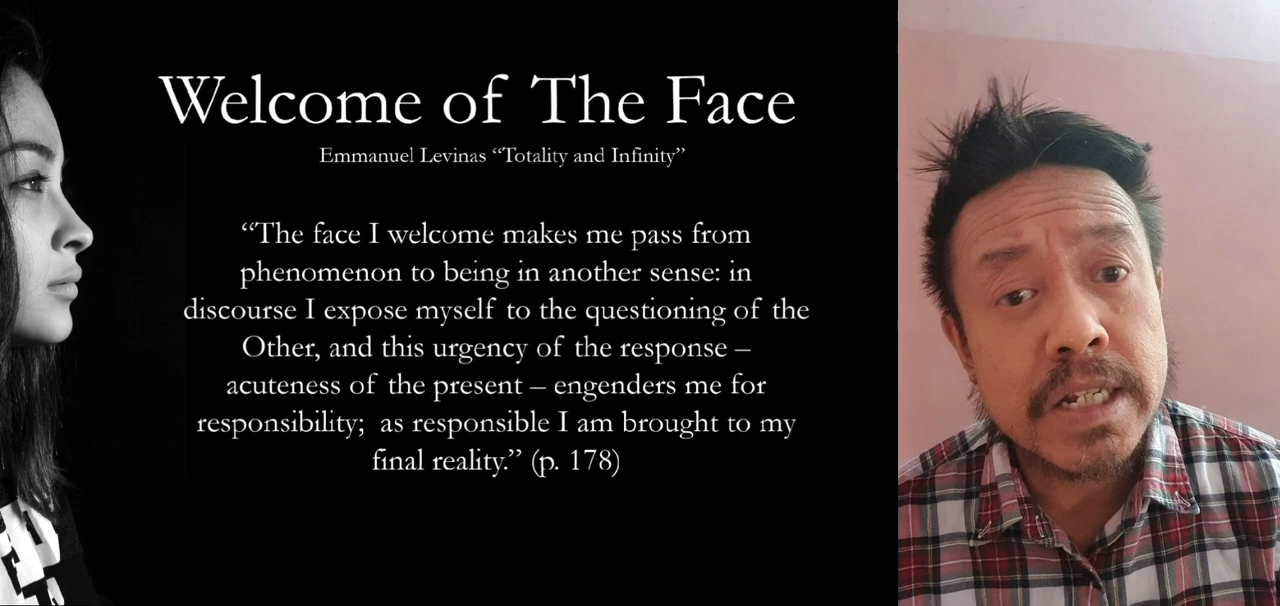 Welcome of The Face
Emmanuel Levinas “Totality and Infinity”
“The face I welcome makes me pass from
phenomenon to being in another sense: in
discourse I expose myself to the questioning of the
Other, and this urgency of the response –
acuteness of the present – engenders me for
responsibility; as responsible I am brought to my
final reality.” (p. 178)